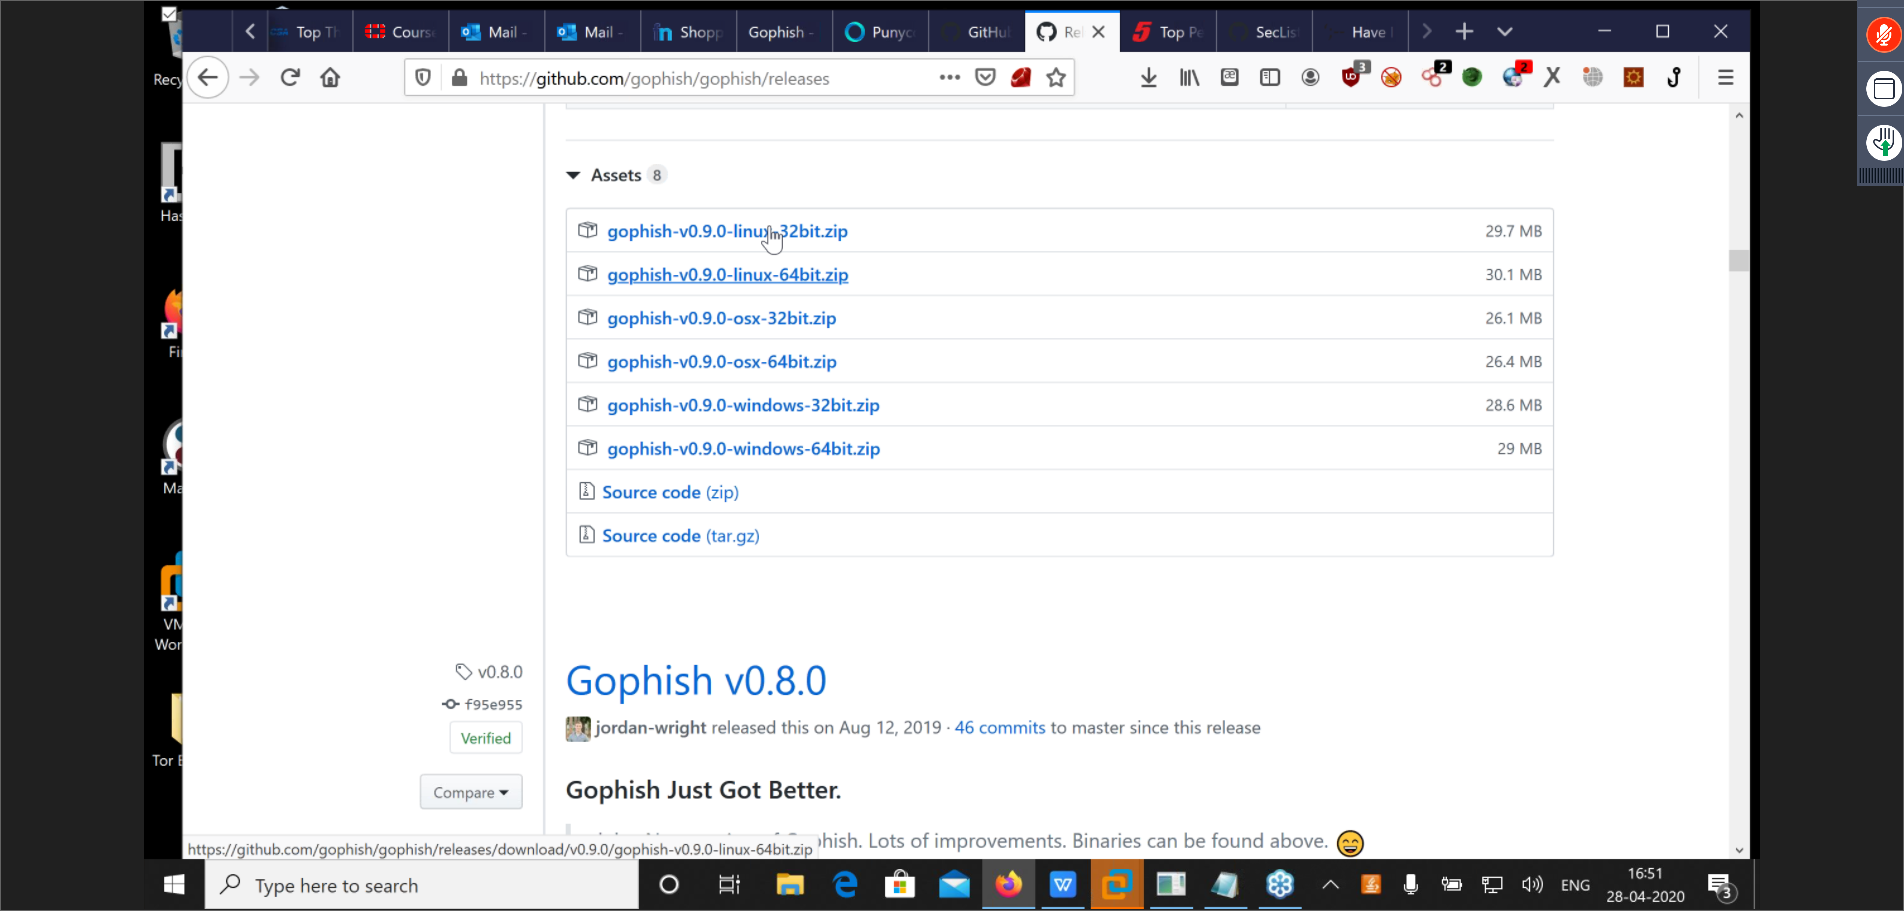 Top Th
Course
Mail -
Mail -
in Shopp
Gophish -
Punyc
GitHu
Rel
5 Top Pe
SecLis
Have I
https://github.com/gophish/gophish/releases
3
2
2
Recy
Has
Fi
Ma
VM
Wor
Tor B
Assets 8
gophish-v0.9.0-linux-32bit.zip 29.7 MB
gophish-v0.9.0-linux-64bit.zip 30.1 MB
gophish-v0.9.0-osx-32bit.zip 26.1 MB
gophish-v0.9.0-osx-64bit.zip 26.4 MB
gophish-v0.9.0-windows-32bit.zip 28.6 MB
gophish-v0.9.0-windows-64bit.zip 29 MB
Source code (zip)
Source code (tar.gz)
v0.8.0
f95e955
Verified
Compare
Gophish v0.8.0
jordan-wright released this on Aug 12, 2019 · 46 commits to master since this release
Gophish Just Got Better.
hish. Lots of improvements. Binaries can be found above.
https://github.com/gophish/gophish/releases/download/v0.9.0/gophish-v0.9.0-linux-64bit.zip
Type here to search
ENG
16:51
28-04-2020
3